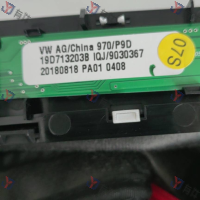 VW AG/China 970/P9D
19D713203B IQJ/9030367
20180818 PA01 0408
07S